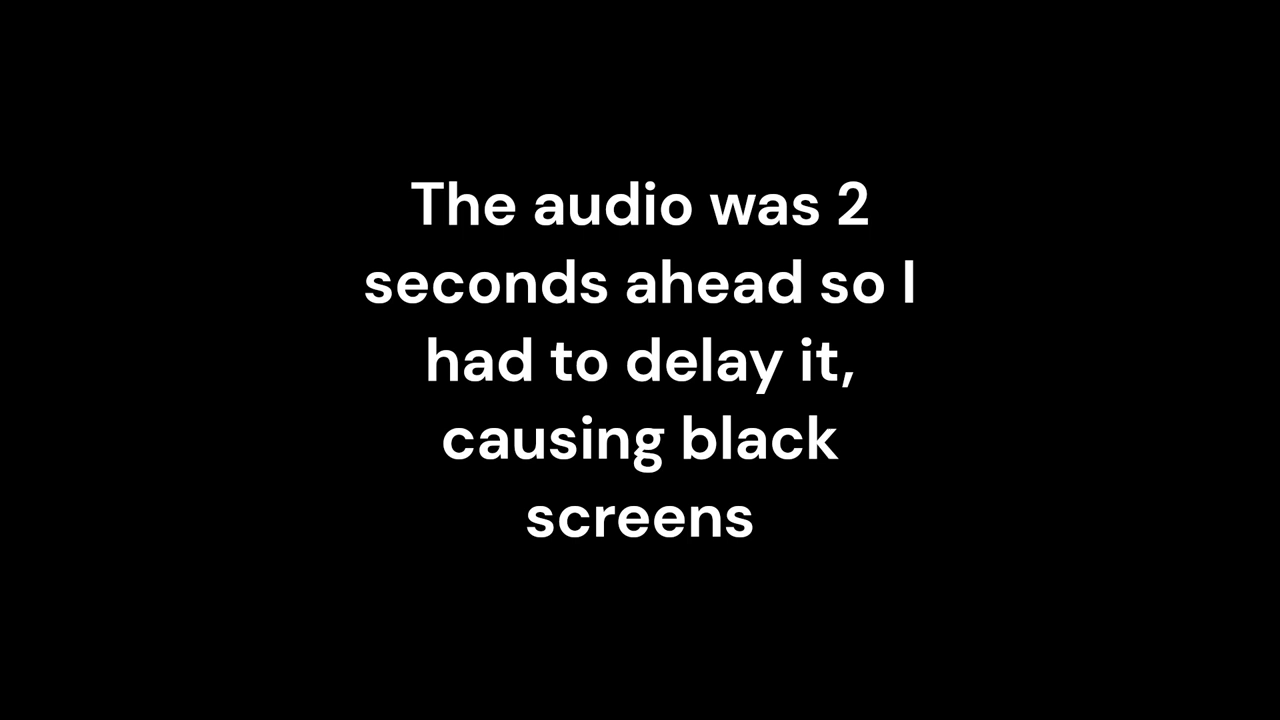 The audio was 2
seconds ahead so I
had to delay it,
causing black
screens